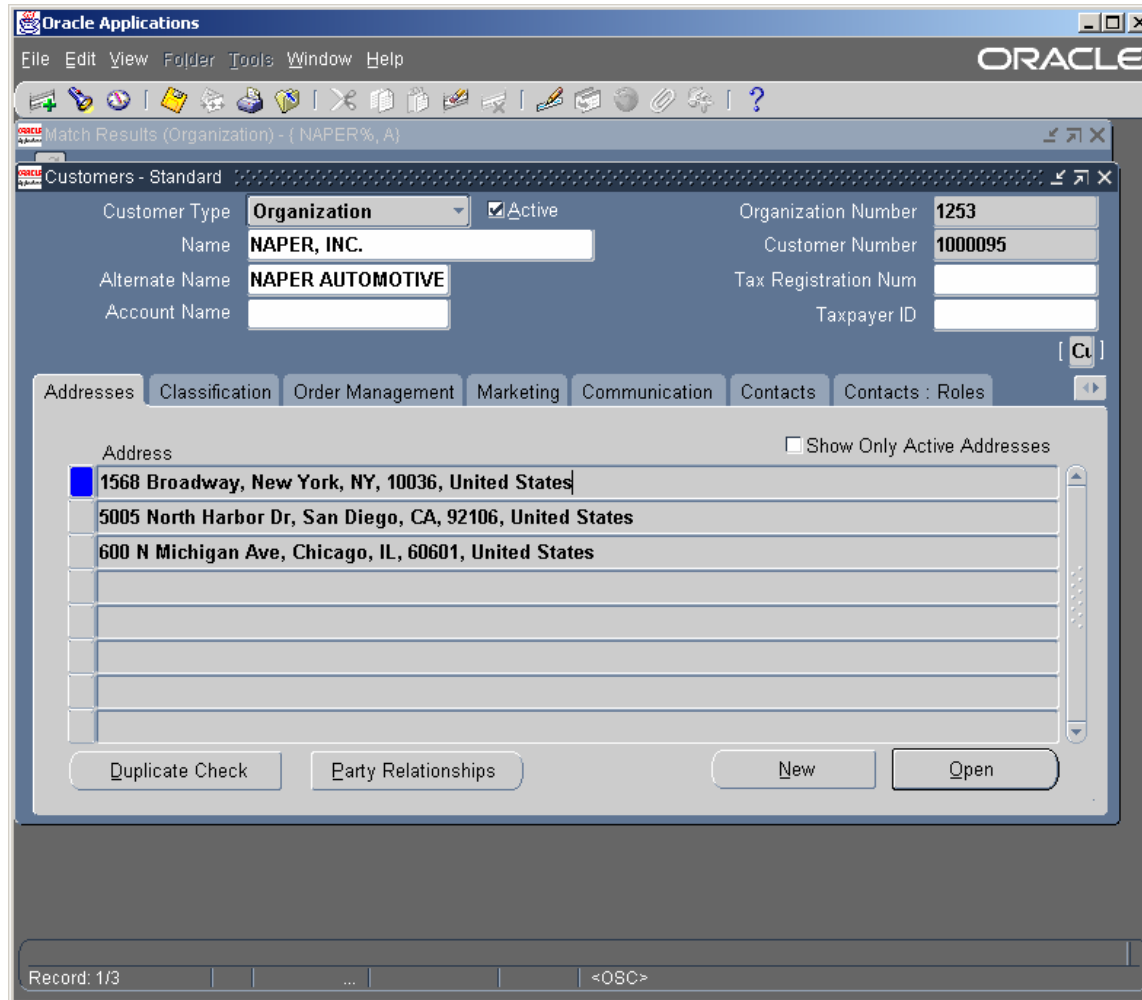 Oracle Applications
File Edit View Folder Tools Window Help
ORACLE
Match Results (Organization) - { NAPER%, A}
Customers - Standard
Customer Type Organization Active Organization Number 1253
Name NAPER, INC. Customer Number 1000095
Alternate Name NAPER AUTOMOTIVE Tax Registration Num
Account Name Taxpayer ID
[ Cu ]
Addresses Classification Order Management Marketing Communication Contacts Contacts : Roles
Address Show Only Active Addresses
1568 Broadway, New York, NY, 10036, United States
5005 North Harbor Dr, San Diego, CA, 92106, United States
600 N Michigan Ave, Chicago, IL, 60601, United States
Duplicate Check Party Relationships New Open
Record: 1/3 ... <OSC>